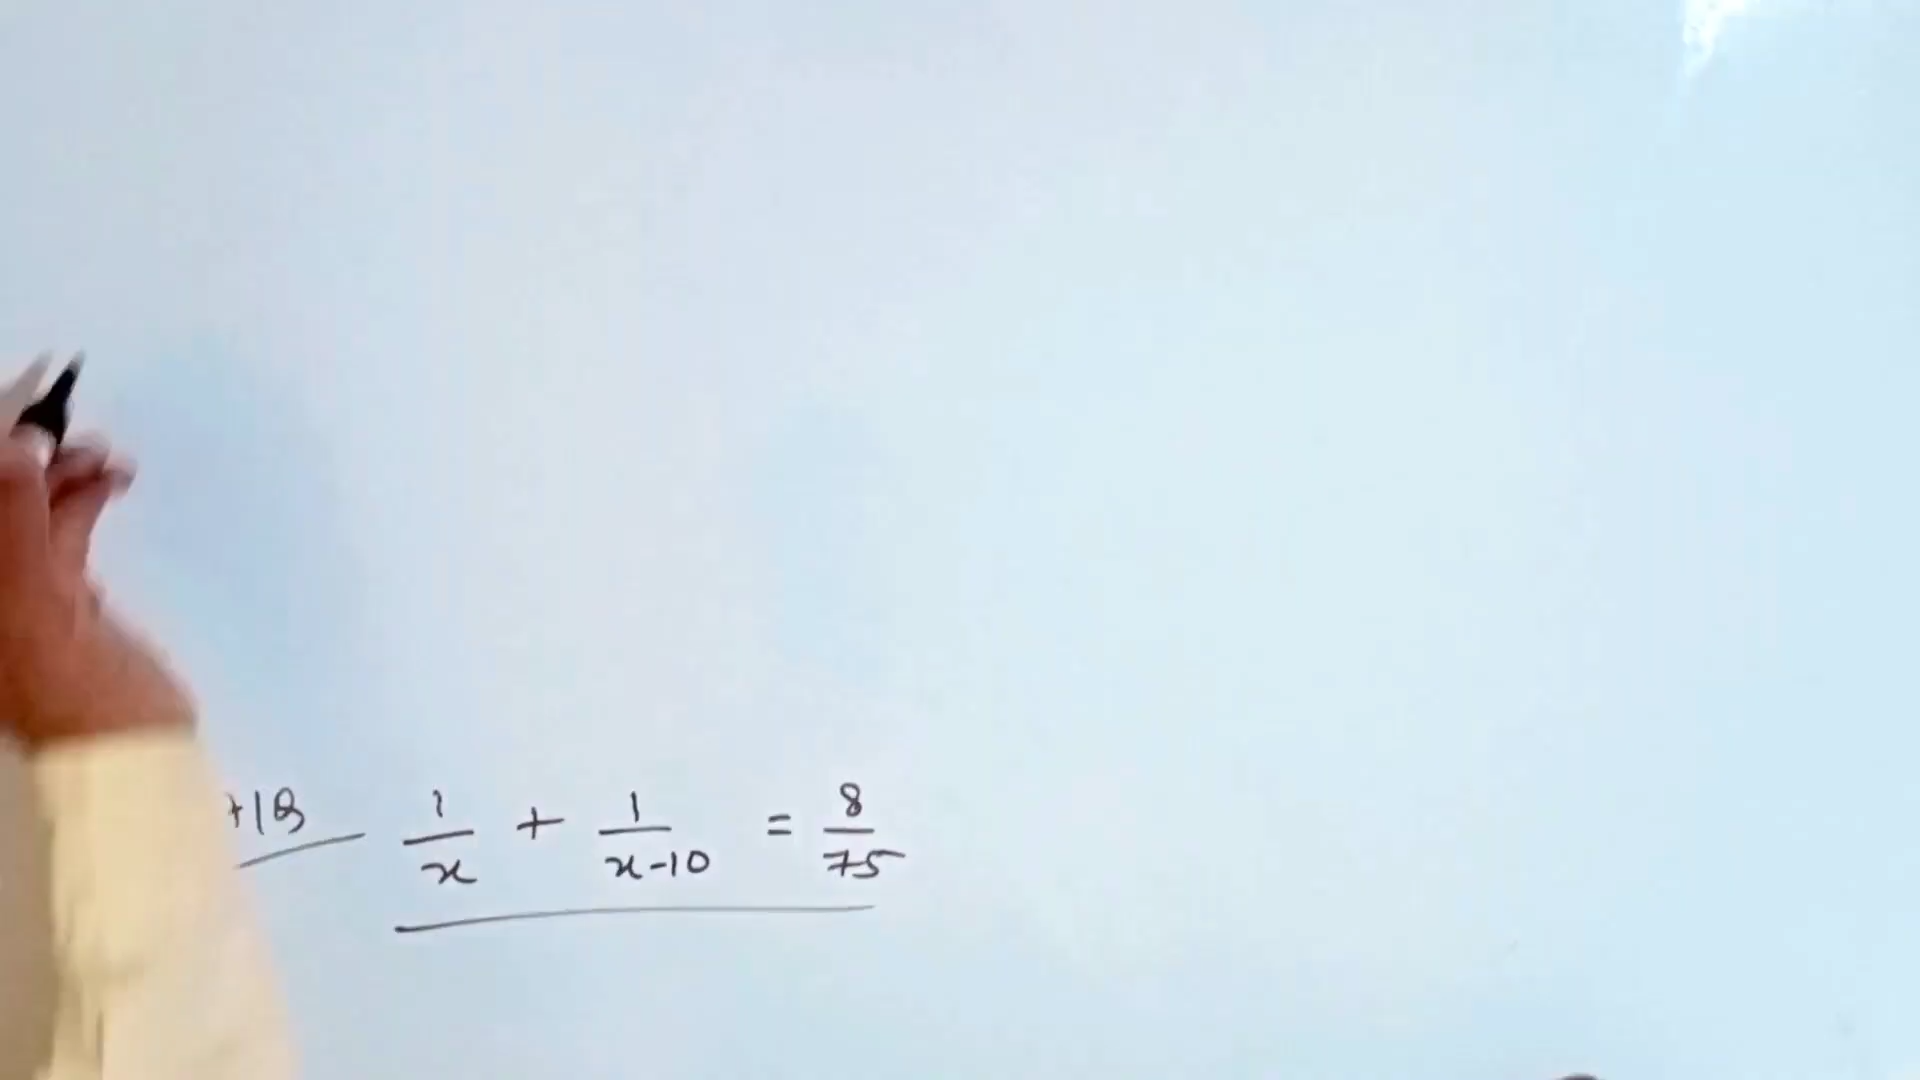 1/x + 1/(x-10) = 8/75